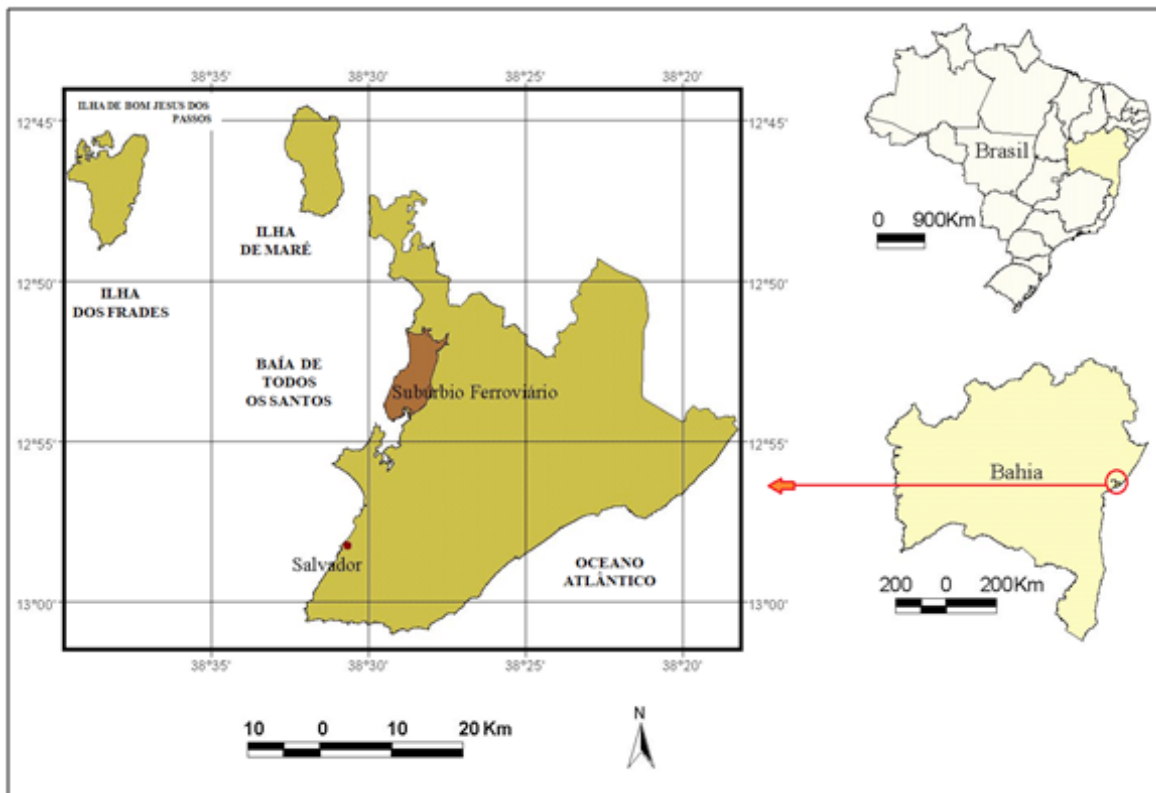 38°35'
38°30'
38°25'
38°20'
12°45'
12°45'
ILHA DE BOM JESUS DOS
PASSOS
ILHA
DE MARÉ
12°50'
12°50'
ILHA
DOS FRADES
BAÍA DE
TODOS
OS SANTOS
Subúrbio Ferroviário
12°55'
12°55'
Salvador
OCEANO
ATLÂNTICO
13°00'
13°00'
38°35'
38°30'
38°25'
38°20'
10 0 10 20 Km
N
Brasil
0 900Km
Bahia
200 0 200Km